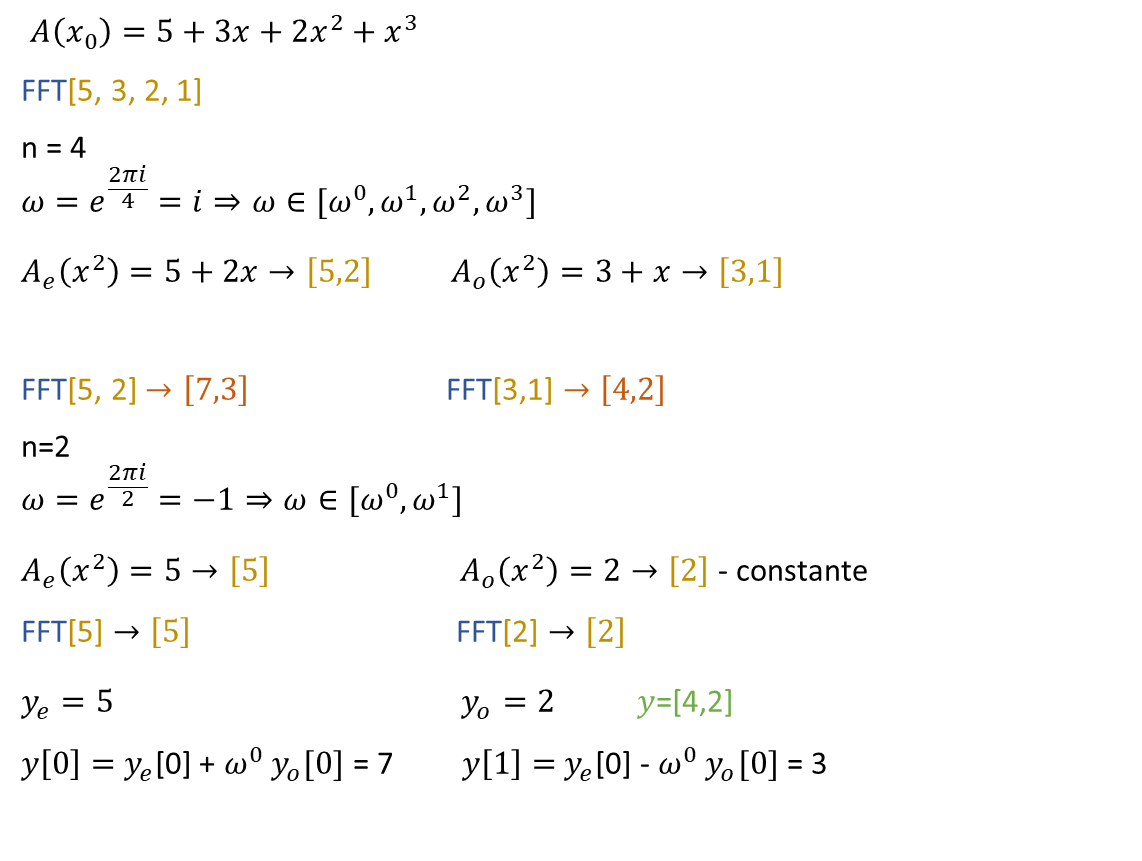 A(x₀) = 5 + 3x + 2x² + x³
FFT[5, 3, 2, 1]
n = 4
ω = e^(2πi/4) = i ⇒ ω ∈ [ω⁰, ω¹, ω², ω³]
Aₑ(x²) = 5 + 2x → [5,2] Aₒ(x²) = 3 + x → [3,1]
FFT[5, 2] → [7,3] FFT[3,1] → [4,2]
n=2
ω = e^(2πi/2) = −1 ⇒ ω ∈ [ω⁰, ω¹]
Aₑ(x²) = 5 → [5] Aₒ(x²) = 2 → [2] - constante
FFT[5] → [5] FFT[2] → [2]
yₑ = 5 yₒ = 2 y=[4,2]
y[0] = yₑ[0] + ω⁰ yₒ[0] = 7 y[1] = yₑ[0] - ω⁰ yₒ[0] = 3